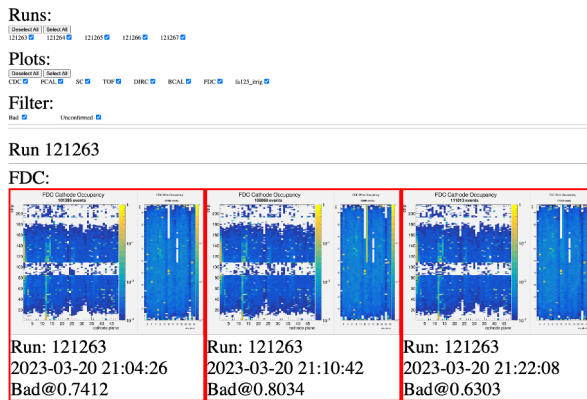 Runs:
Deselect All Select All
121263 121264 121265 121266 121267
Plots:
Deselect All Select All
CDC FCAL SC TOF DIRC BCAL FDC fa125_itrig
Filter:
Bad Unconfirmed
Run 121263
FDC:
FDC Cathode Occupancy
FDC Cathode Occupancy
FDC Cathode Occupancy
cathode plane
cathode plane
cathode plane
Run: 121263
2023-03-20 21:04:26
Bad@0.7412
Run: 121263
2023-03-20 21:10:42
Bad@0.8034
Run: 121263
2023-03-20 21:22:08
Bad@0.6303